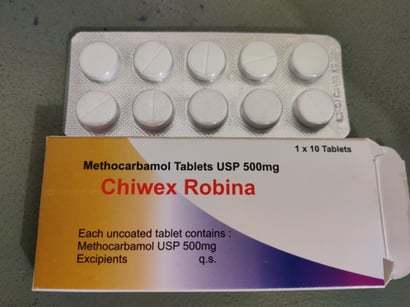 1 x 10 Tablets
Methocarbamol Tablets USP 500mg
Chiwex Robina
Each uncoated tablet contains :
Methocarbamol USP 500mg
Excipients q.s.